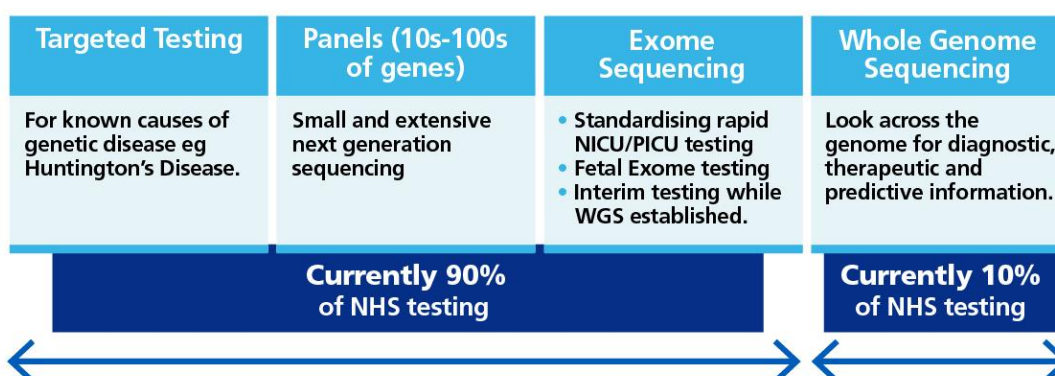 Targeted Testing
For known causes of
genetic disease eg
Huntington's Disease.
Panels (10s-100s
of genes)
Small and extensive
next generation
sequencing
Exome
Sequencing
• Standardising rapid
NICU/PICU testing
• Fetal Exome testing
• Interim testing while
WGS established.
Whole Genome
Sequencing
Look across the
genome for diagnostic,
therapeutic and
predictive information.
Currently 90%
of NHS testing
Currently 10%
of NHS testing